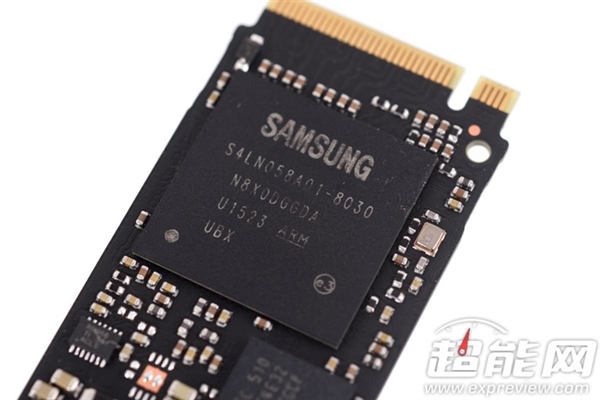 SAMSUNG
S4LN058A01-8030
N8X0DGGDA
U1523 ARM
UBX
e3
超能网
www.expreview.com